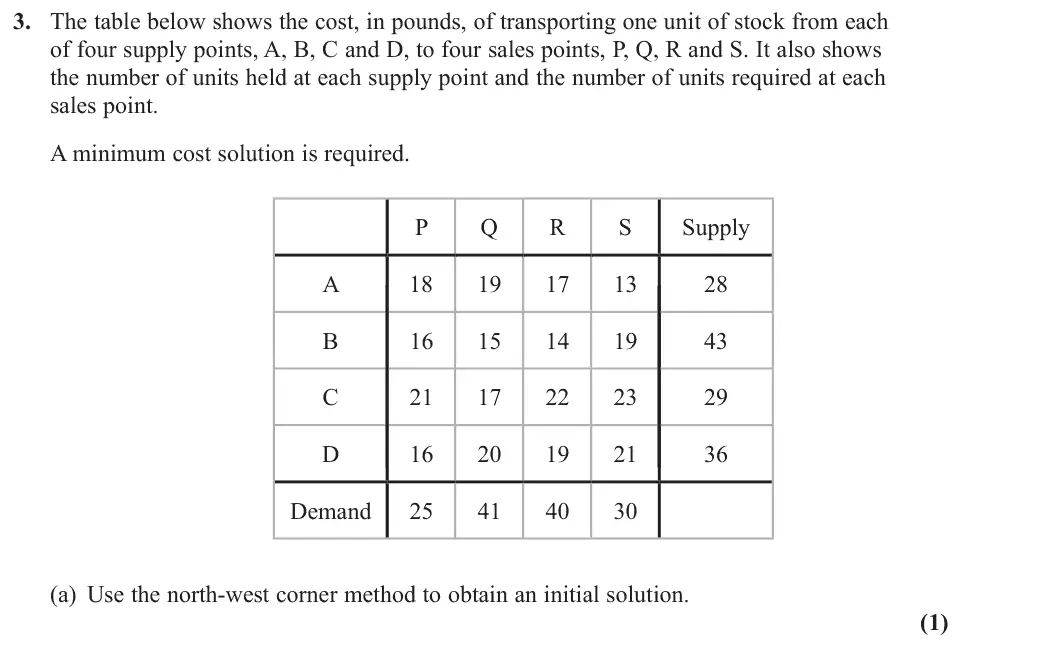 3. The table below shows the cost, in pounds, of transporting one unit of stock from each
of four supply points, A, B, C and D, to four sales points, P, Q, R and S. It also shows
the number of units held at each supply point and the number of units required at each
sales point.
A minimum cost solution is required.
P Q R S Supply
A 18 19 17 13 28
B 16 15 14 19 43
C 21 17 22 23 29
D 16 20 19 21 36
Demand 25 41 40 30
(a) Use the north-west corner method to obtain an initial solution.
(1)